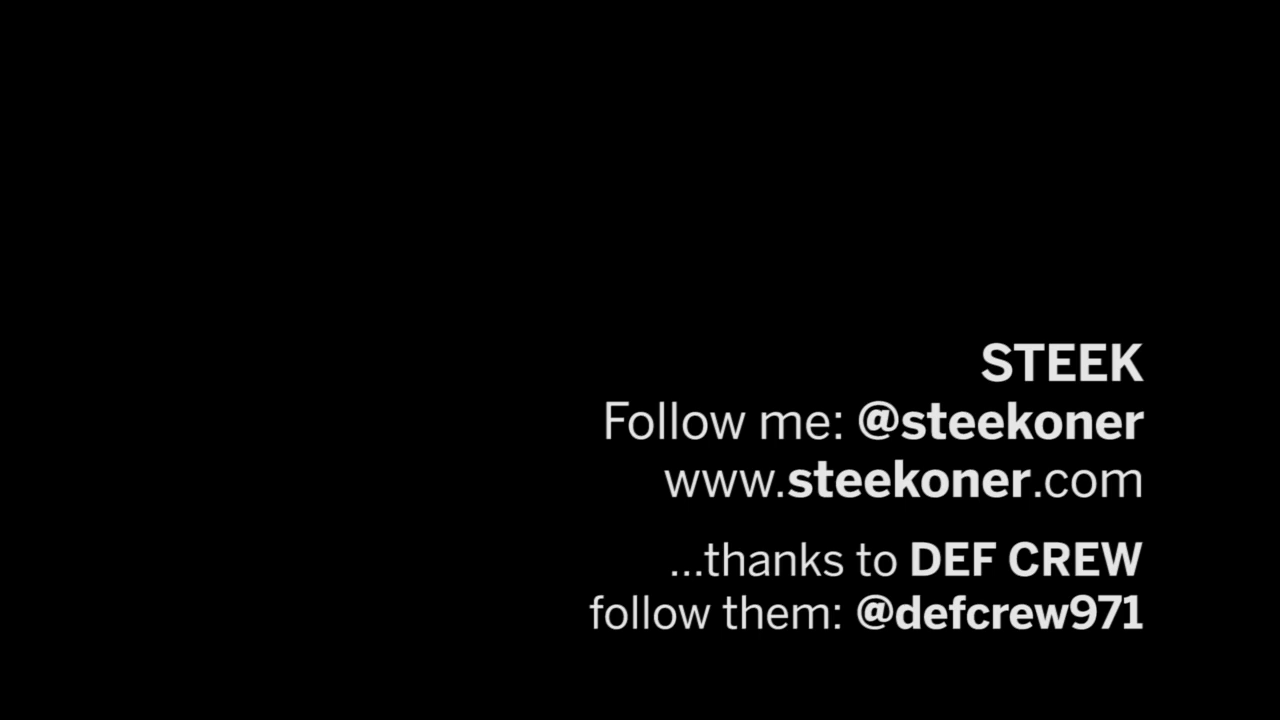 STEEK
Follow me: @steekoner
www.steekoner.com
...thanks to DEF CREW
follow them: @defcrew971